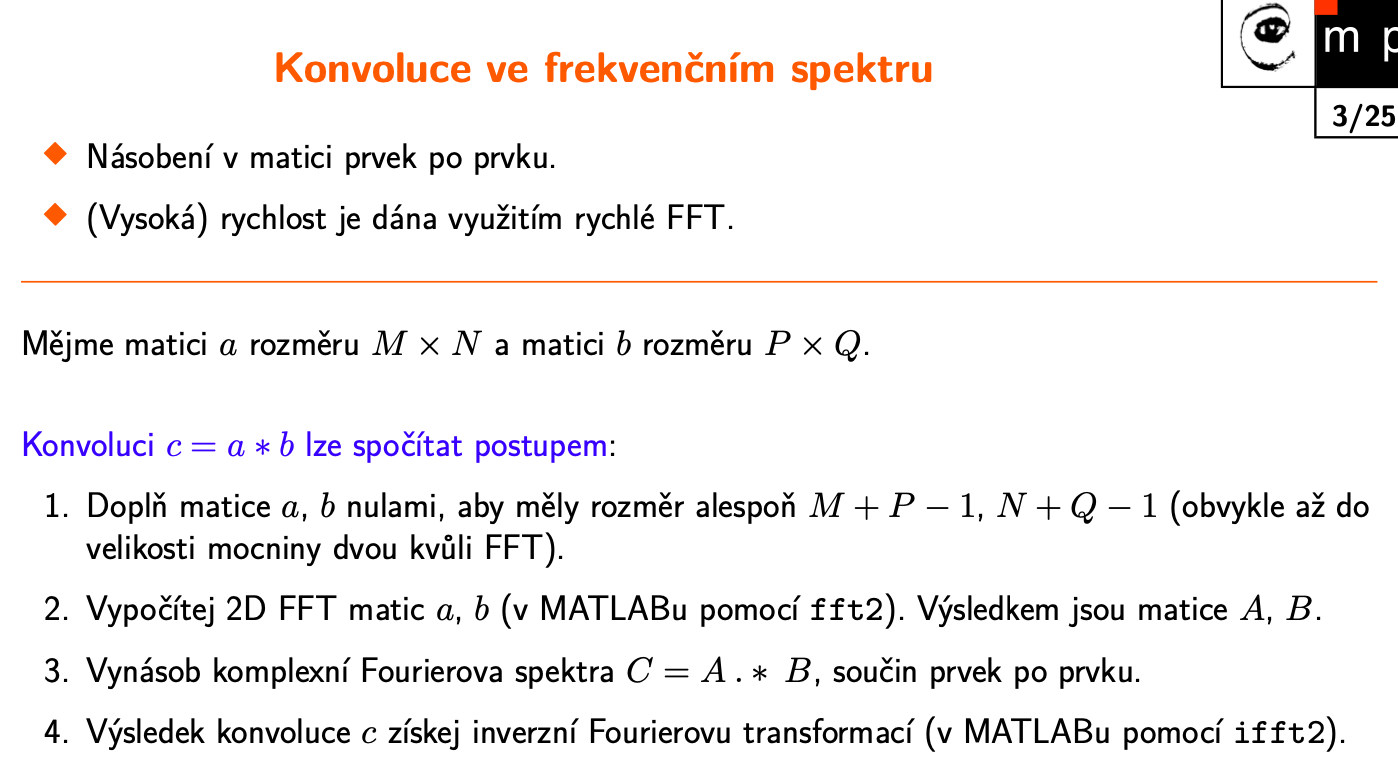 m p
3/25
Konvoluce ve frekvenčním spektru
◆ Násobení v matici prvek po prvku.
◆ (Vysoká) rychlost je dána využitím rychlé FFT.
Mějme matici a rozměru M × N a matici b rozměru P × Q.
Konvoluci c = a ∗ b lze spočítat postupem:
1. Doplň matice a, b nulami, aby měly rozměr alespoň M + P − 1, N + Q − 1 (obvykle až do
velikosti mocniny dvou kvůli FFT).
2. Vypočítej 2D FFT matic a, b (v MATLABu pomocí fft2). Výsledkem jsou matice A, B.
3. Vynásob komplexní Fourierova spektra C = A .∗ B, součin prvek po prvku.
4. Výsledek konvoluce c získej inverzní Fourierovu transformací (v MATLABu pomocí ifft2).